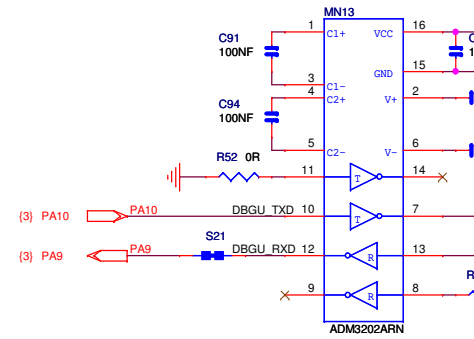 MN13
1 C1+ VCC 16
C91
100NF
GND 15
3 C1-
4 C2+ V+ 2
C94
100NF
5 C2- V- 6
R52 0R 11 T 14
{3} PA10 PA10 DBGU_TXD 10 T 7
S21
{3} PA9 PA9 DBGU_RXD 12 R 13
9 R 8
ADM3202ARN